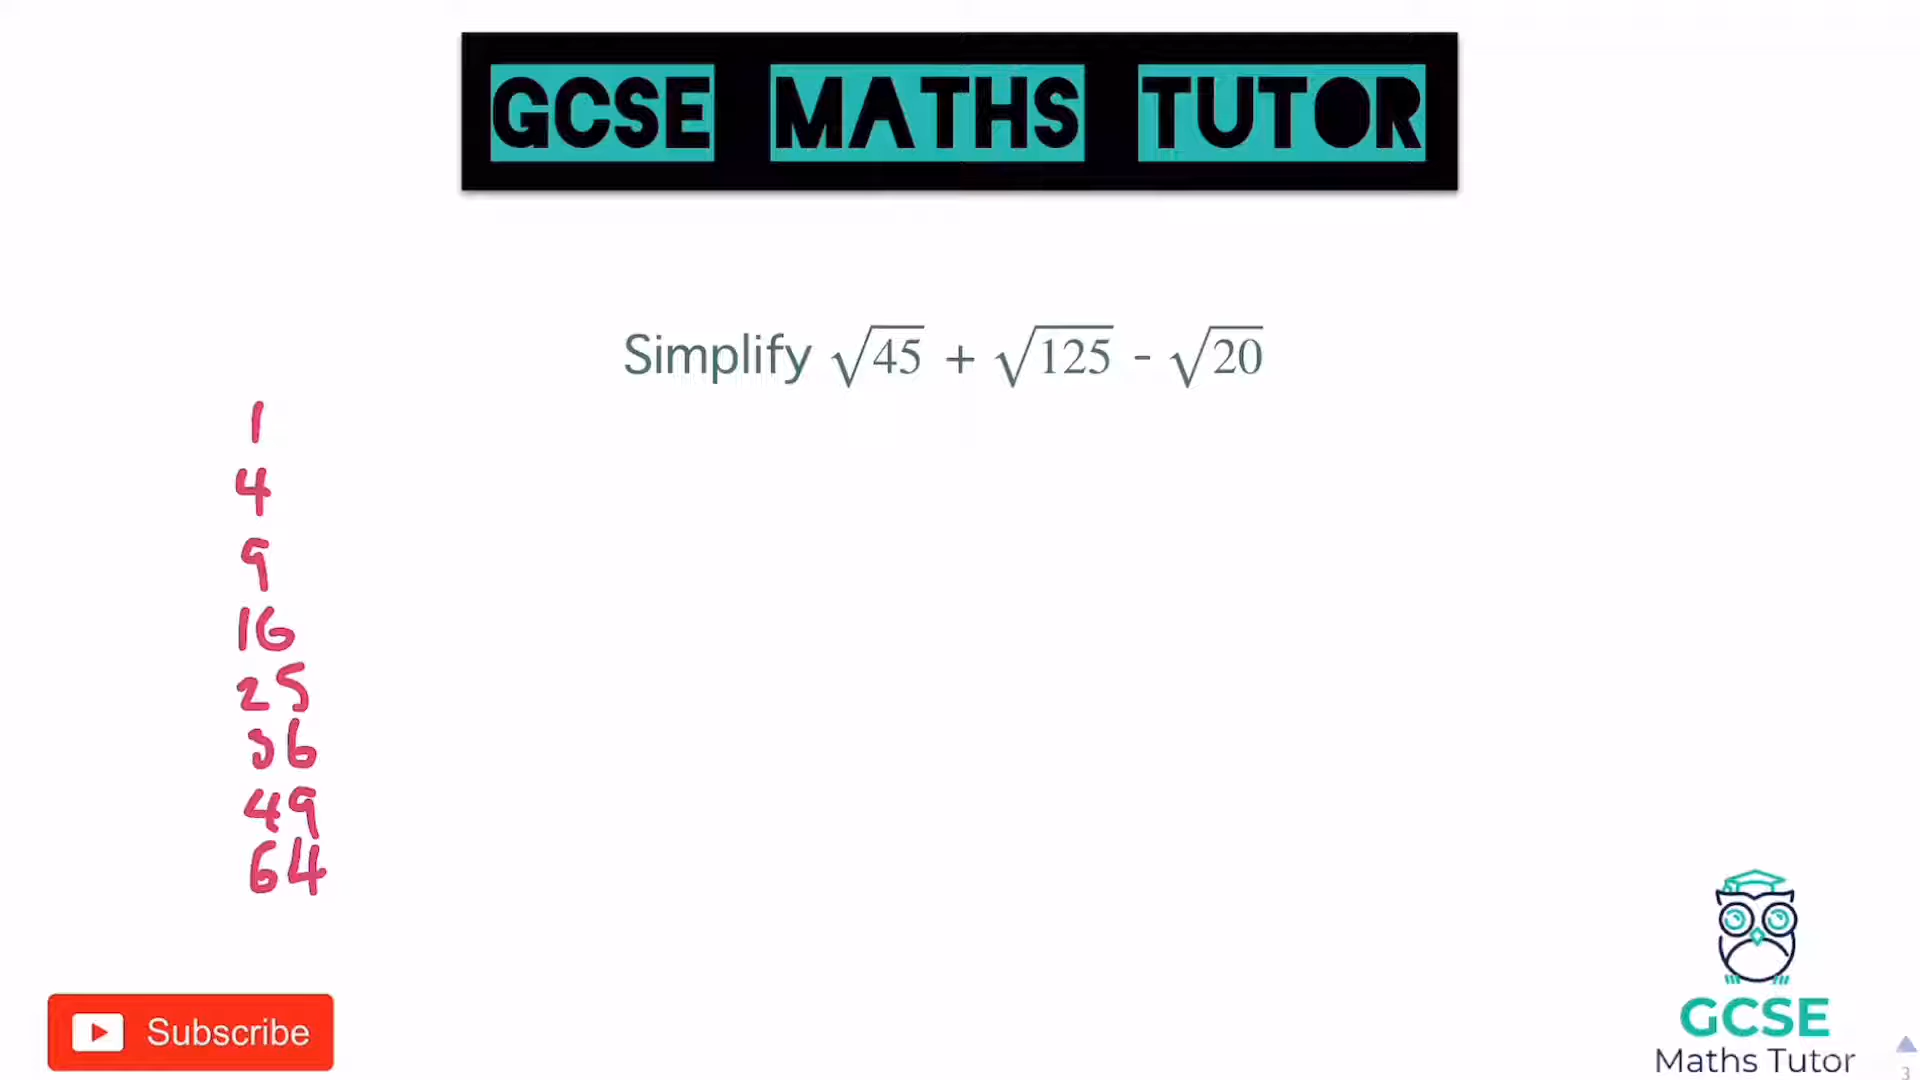 GCSE MATHS TUTOR
Simplify √45 + √125 - √20
1
4
9
16
25
36
49
64
Subscribe
GCSE
Maths Tutor
3